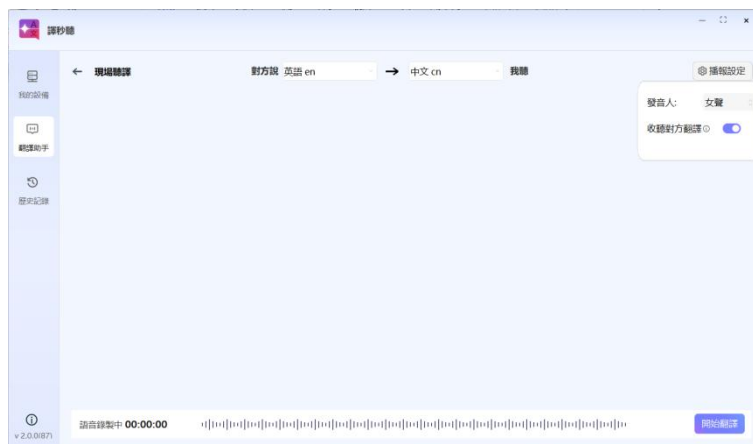 譯秒聽
我的設備
翻譯助手
歷史記錄
v 2.0.0(87)
← 現場聽譯
對方說 英語 en → 中文 cn 我聽
播報設定
發音人: 女聲
收聽對方翻譯
語音錄製中 00:00:00
開始翻譯